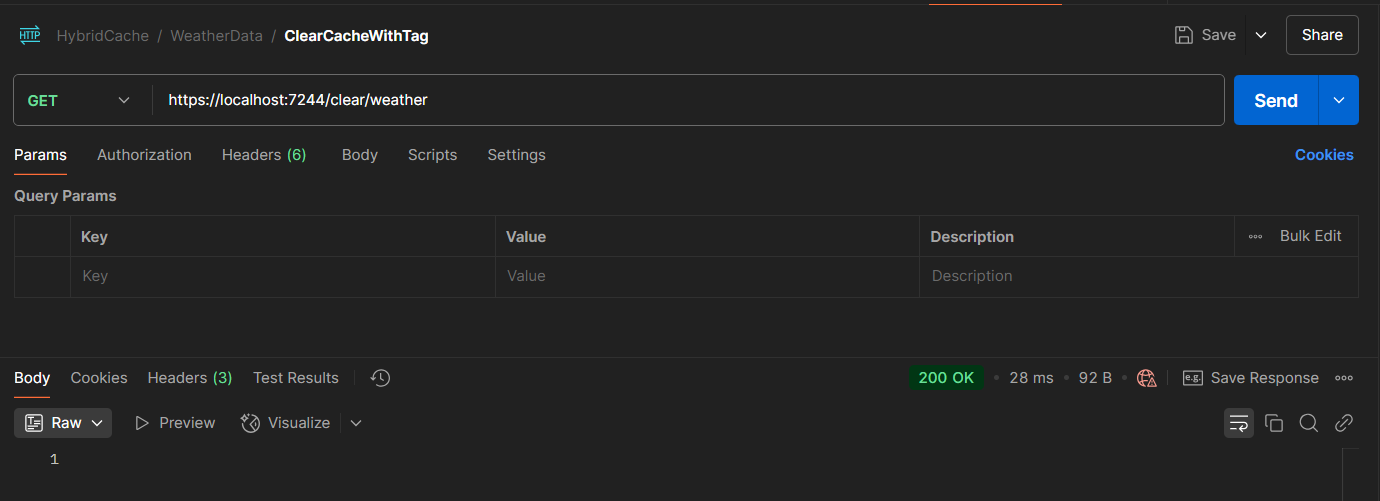 HTTP HybridCache / WeatherData / ClearCacheWithTag Save Share
GET https://localhost:7244/clear/weather Send
Params Authorization Headers (6) Body Scripts Settings Cookies
Query Params
Key Value Description Bulk Edit
Key Value Description
Body Cookies Headers (3) Test Results 200 OK • 28 ms • 92 B • e.g. Save Response
Raw Preview Visualize
1